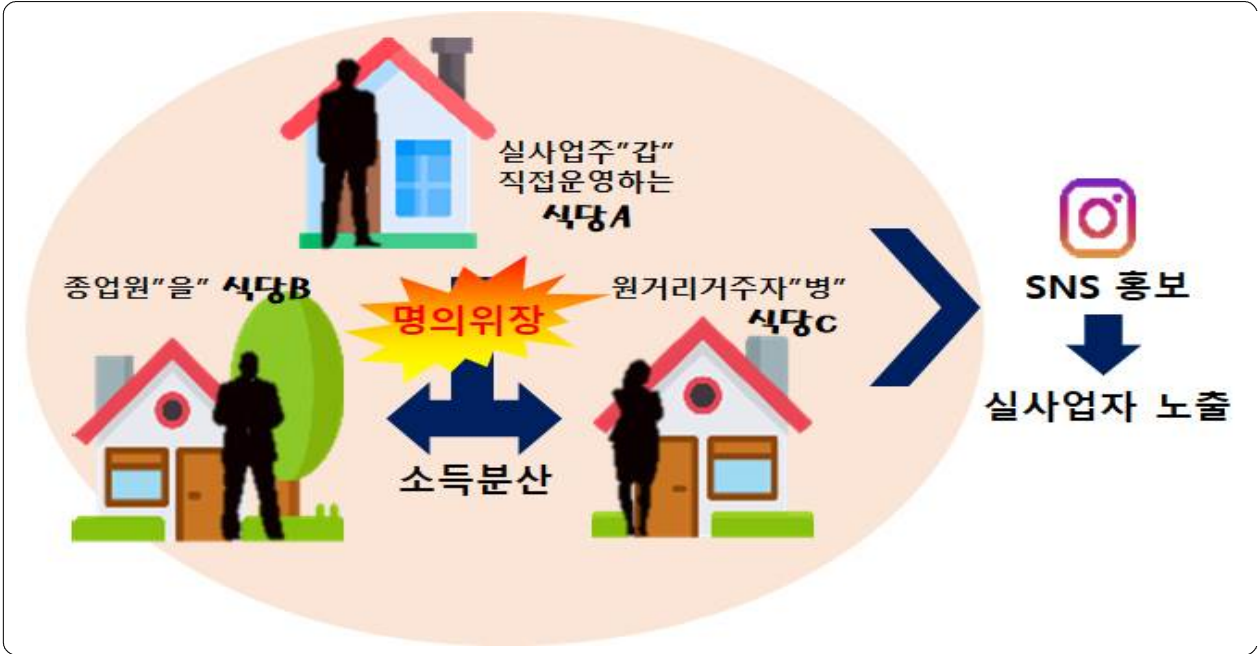 실사업주"갑"
직접운영하는
식당A
종업원"을" 식당B
명의위장
원거리거주자"병"
식당C
소득분산
SNS 홍보
실사업자 노출